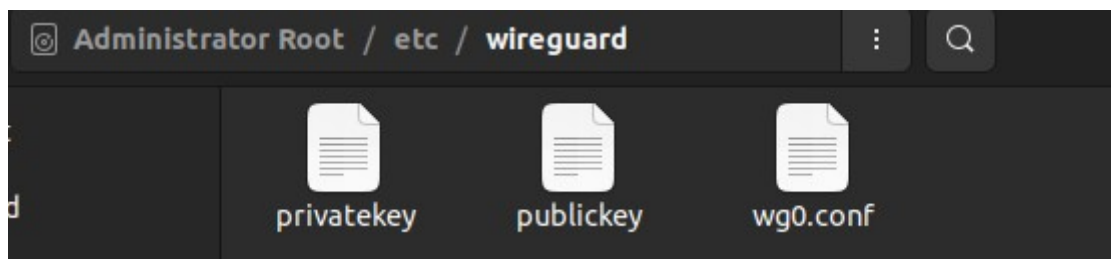 Administrator Root / etc / wireguard
d
privatekey publickey wg0.conf